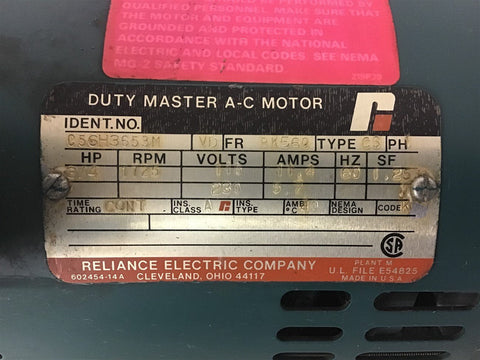 QUALIFIED PERSONNEL. MAKE SURE THAT
THE MOTOR AND EQUIPMENT ARE
GROUNDED AND PROTECTED IN
ACCORDANCE WITH THE NATIONAL
ELECTRIC AND LOCAL CODES. SEE NEMA
MG-2 SAFETY STANDARD
DUTY MASTER A-C MOTOR
IDENT. NO.
C56H3653M FR TYPE PH
HP RPM VOLTS AMPS HZ SF
1725 60 1.25
230
TIME RATING CONT INS. CLASS A INS. TYPE AMB °C NEMA DESIGN CODE
RELIANCE ELECTRIC COMPANY
CLEVELAND, OHIO 44117
602454-14A
PLANT M
U.L. FILE E54825
MADE IN U.S.A.